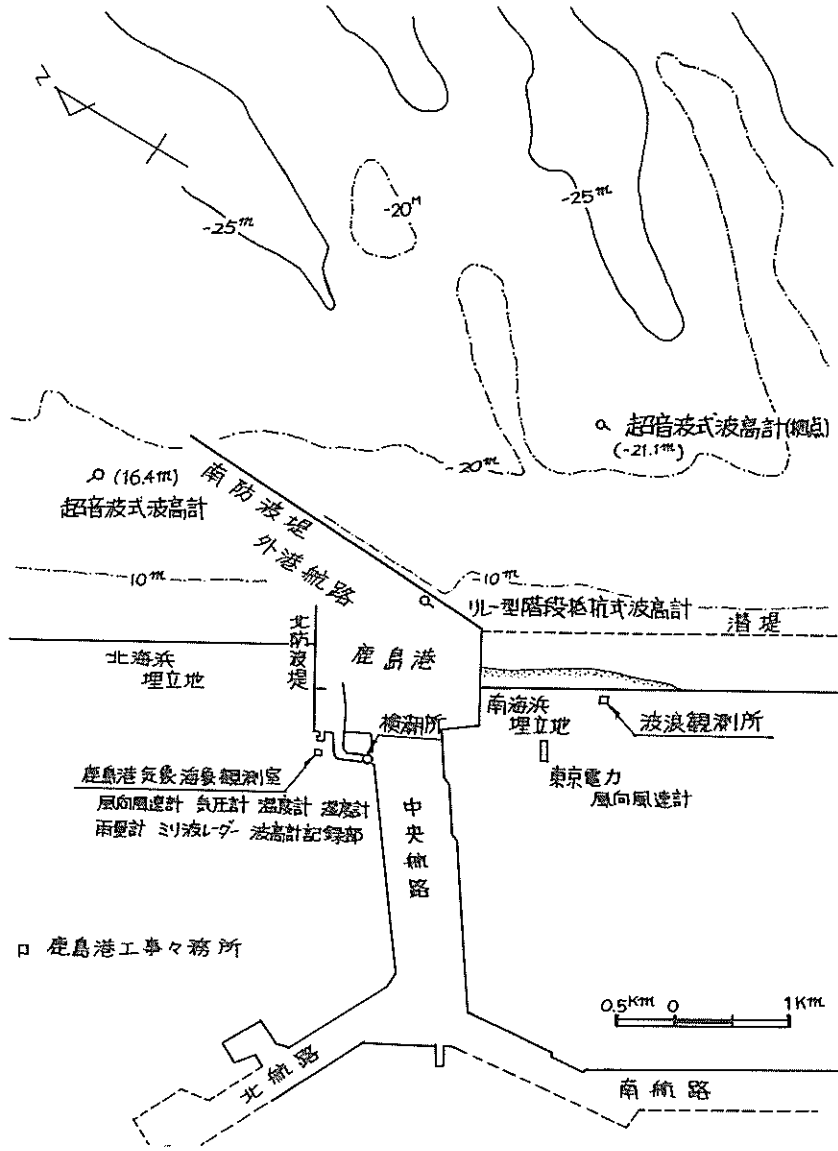 N
-25m
-20M
-25m
超音波式波高計(梱点)
(-21.1m)
-20m
(16.4m)
超音波式波高計
南防波堤
外港航路
10m
-10m
リレー型階段抵抗式波高計
潜堤
北防波堤
北海浜
埋立地
鹿島港
南海浜
埋立地
波浪観測所
検潮所
鹿島港気象海象観測室
風向風速計 気圧計 温度計 湿度計
雨量計 ミリ波レーダー 波高計記録部
東京電力
風向風速計
中央航路
鹿島港工事々務所
0.5Km 0 1Km
北航路
南航路